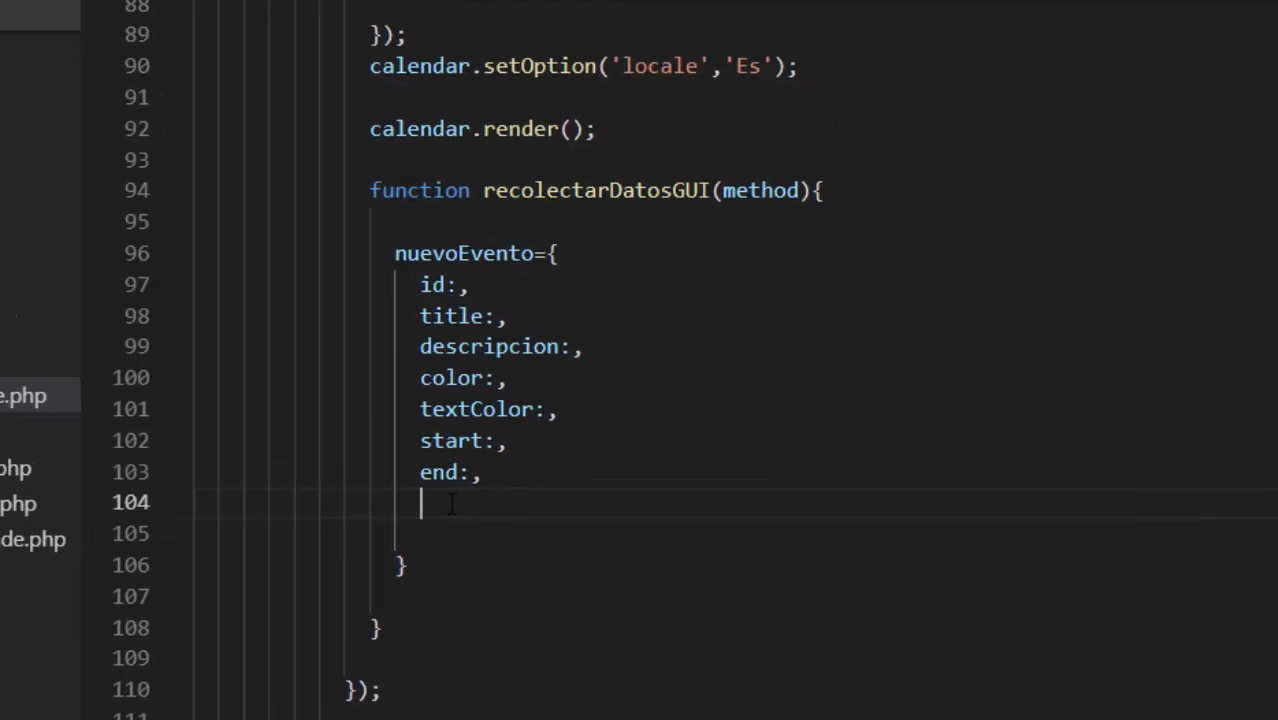 88
89 });
90 calendar.setOption('locale','Es');
91
92 calendar.render();
93
94 function recolectarDatosGUI(method){
95
e.php 96 nuevoEvento={
97 id:,
98 title:,
99 descripcion:,
100 color:,
101 textColor:,
102 start:,
php 103 end:,
.php 104
de.php 105
106 }
107
108 }
109
110 });
111